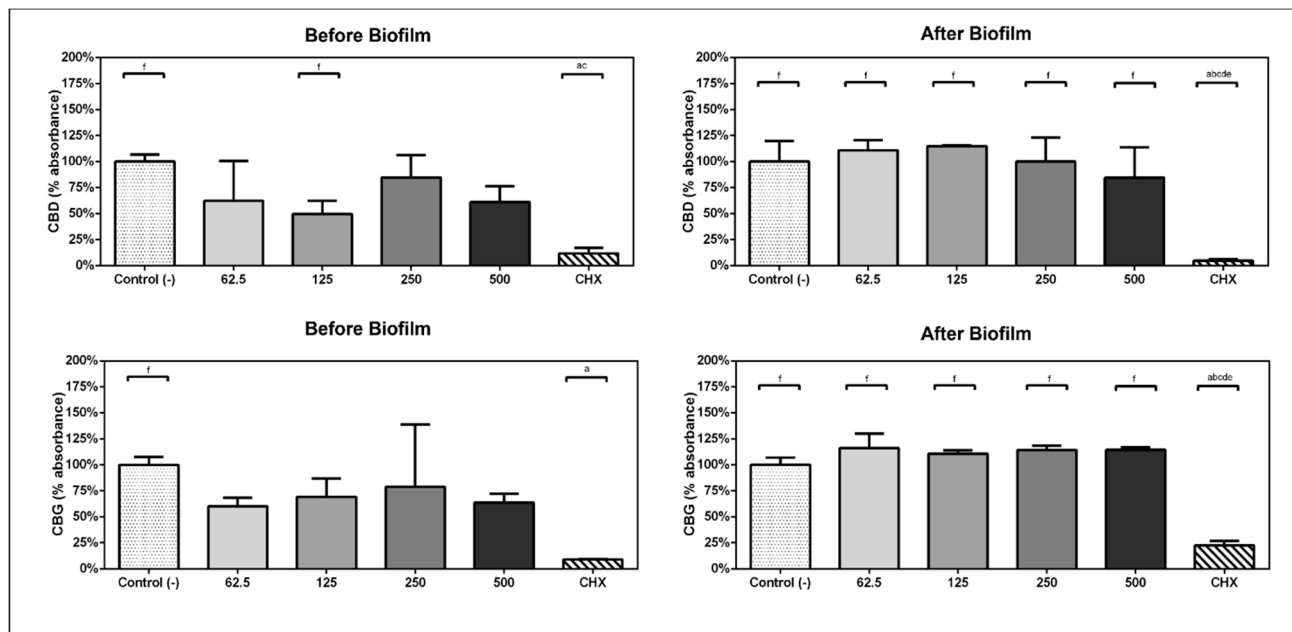 Before Biofilm
CBD (% absorbance)
200%
175%
150%
125%
100%
75%
50%
25%
0%
f f ac
Control (-) 62.5 125 250 500 CHX
After Biofilm
CBD (% absorbance)
200%
175%
150%
125%
100%
75%
50%
25%
0%
f f f f f abcde
Control (-) 62.5 125 250 500 CHX
Before Biofilm
CBG (% absorbance)
200%
175%
150%
125%
100%
75%
50%
25%
0%
f a
Control (-) 62.5 125 250 500 CHX
After Biofilm
CBG (% absorbance)
200%
175%
150%
125%
100%
75%
50%
25%
0%
f f f f f abcde
Control (-) 62.5 125 250 500 CHX